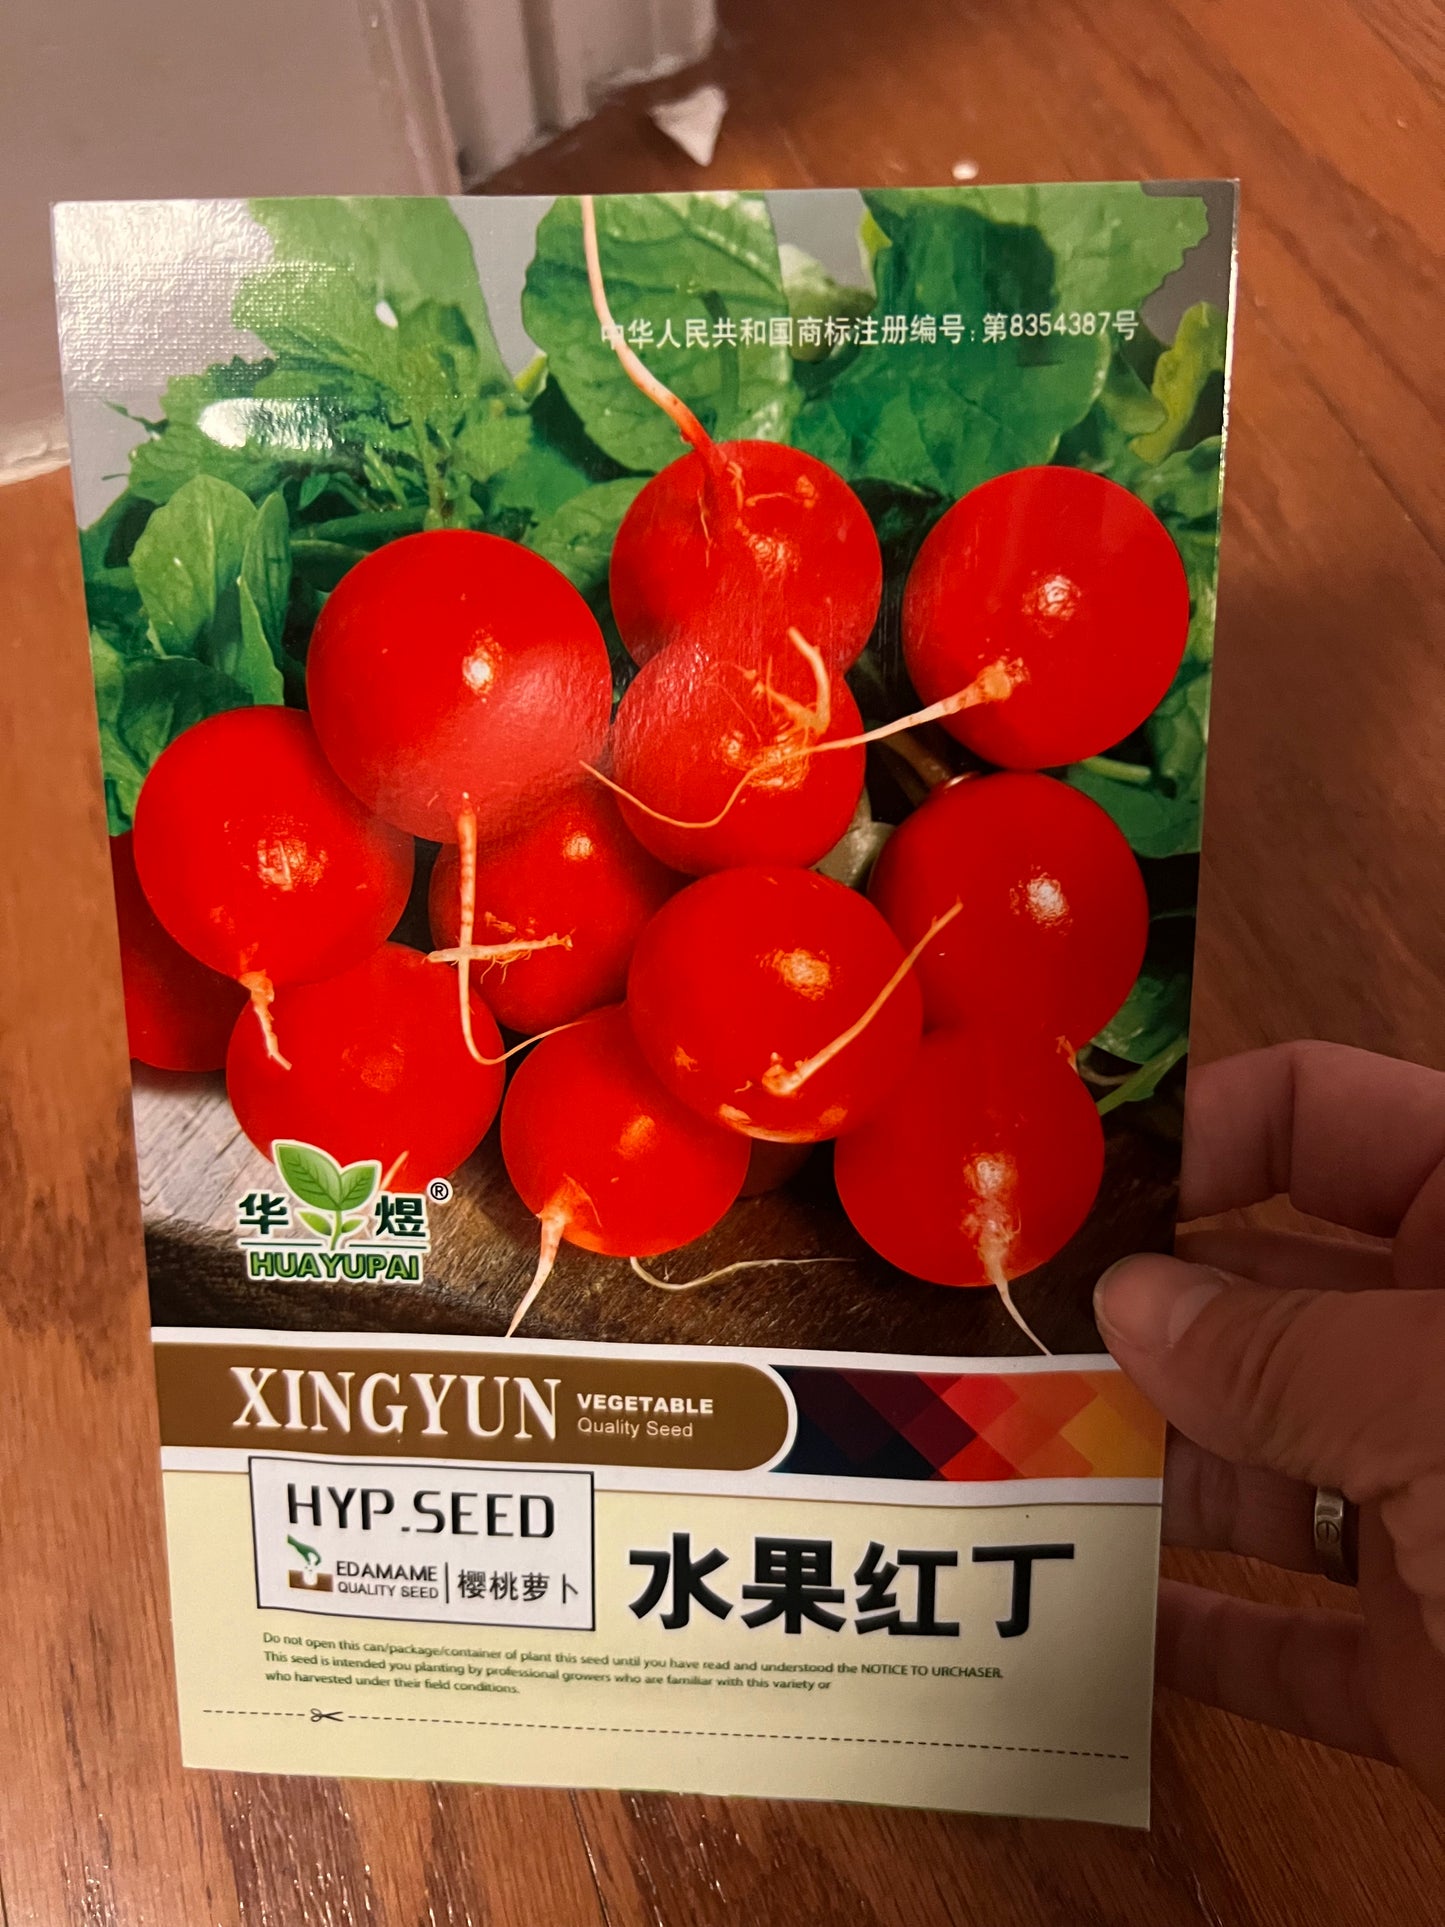 中华人民共和国商标注册编号:第8354387号
华煜®
HUAYUPAI
XINGYUN VEGETABLE
Quality Seed
HYP.SEED
EDAMAME
QUALITY SEED
樱桃萝卜
水果红丁
Do not open this can/package/container of plant this seed until you have read and understood the NOTICE TO URCHASER.
This seed is intended you planting by professional growers who are familiar with this variety or
who harvested under their field conditions.